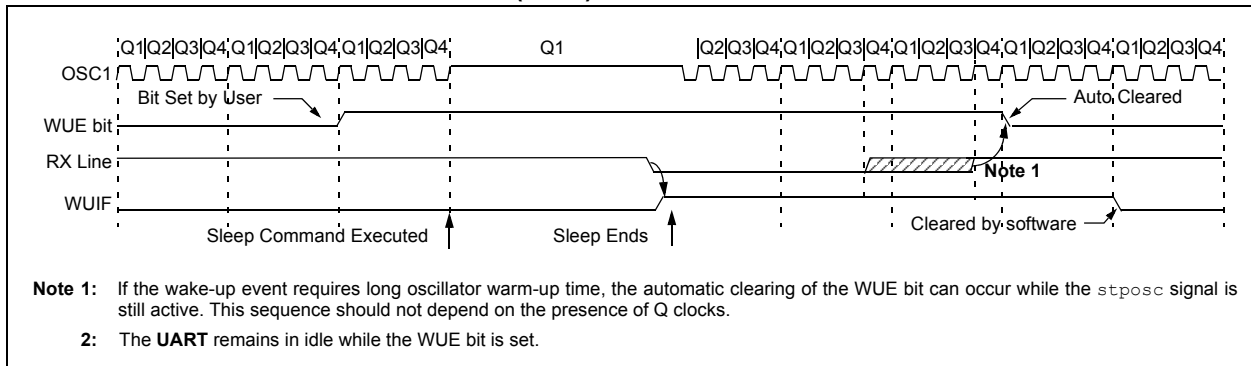 Q1|Q2|Q3|Q4 Q1|Q2|Q3|Q4 Q1|Q2|Q3|Q4 Q1 |Q2|Q3|Q4 Q1|Q2|Q3|Q4 Q1|Q2|Q3|Q4 Q1|Q2|Q3|Q4 Q1|Q2|Q3|Q4
OSC1
Bit Set by User
Auto Cleared
WUE bit
RX Line
Note 1
WUIF
Sleep Command Executed
Sleep Ends
Cleared by software
Note 1: If the wake-up event requires long oscillator warm-up time, the automatic clearing of the WUE bit can occur while the stposc signal is
still active. This sequence should not depend on the presence of Q clocks.
2: The UART remains in idle while the WUE bit is set.